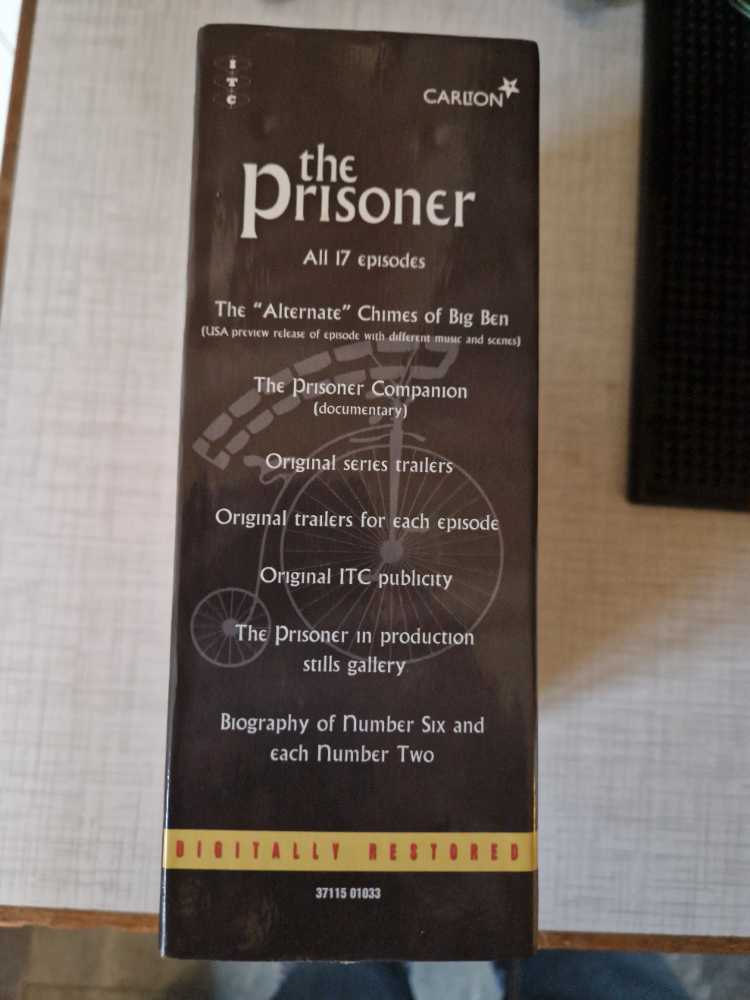 ITC
CARLTON
the
Prisoner
All 17 episodes
The "Alternate" Chimes of Big Ben
(USA preview release of episode with different music and scenes)
The Prisoner Companion
(documentary)
Original series trailers
Original trailers for each episode
Original ITC publicity
The Prisoner in production
stills gallery
Biography of Number Six and
each Number Two
DIGITALLY RESTORED
37115 01033